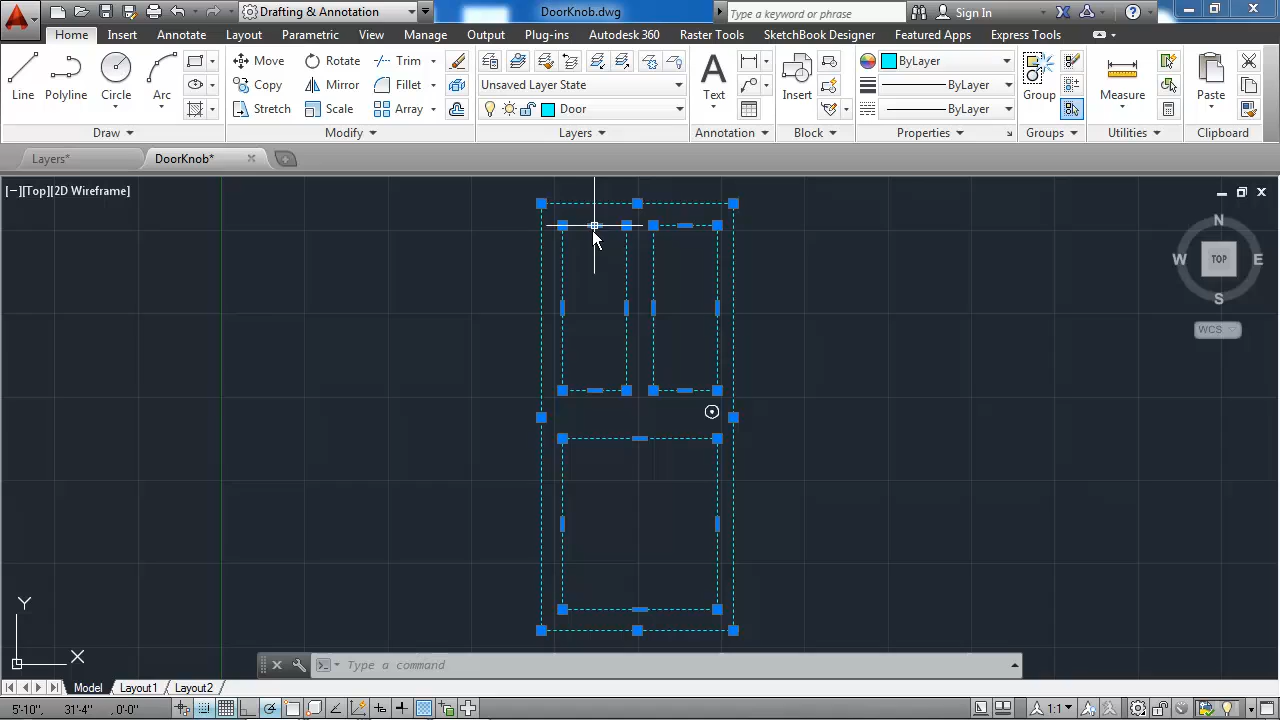 Drafting & Annotation
DoorKnob.dwg
Type a keyword or phrase
Sign In
Home
Insert
Annotate
Layout
Parametric
View
Manage
Output
Plug-ins
Autodesk 360
Raster Tools
SketchBook Designer
Featured Apps
Express Tools
Line
Polyline
Circle
Arc
Move
Rotate
Trim
Copy
Mirror
Fillet
Stretch
Scale
Array
Unsaved Layer State
Door
Text
Insert
ByLayer
ByLayer
ByLayer
Group
Measure
Paste
Draw
Modify
Layers
Annotation
Block
Properties
Groups
Utilities
Clipboard
Layers*
DoorKnob*
[−][Top][2D Wireframe]
N
W
TOP
E
S
WCS
Y
X
Type a command
Model
Layout1
Layout2
5'-10", 31'-4" ,0'-0"
1:1